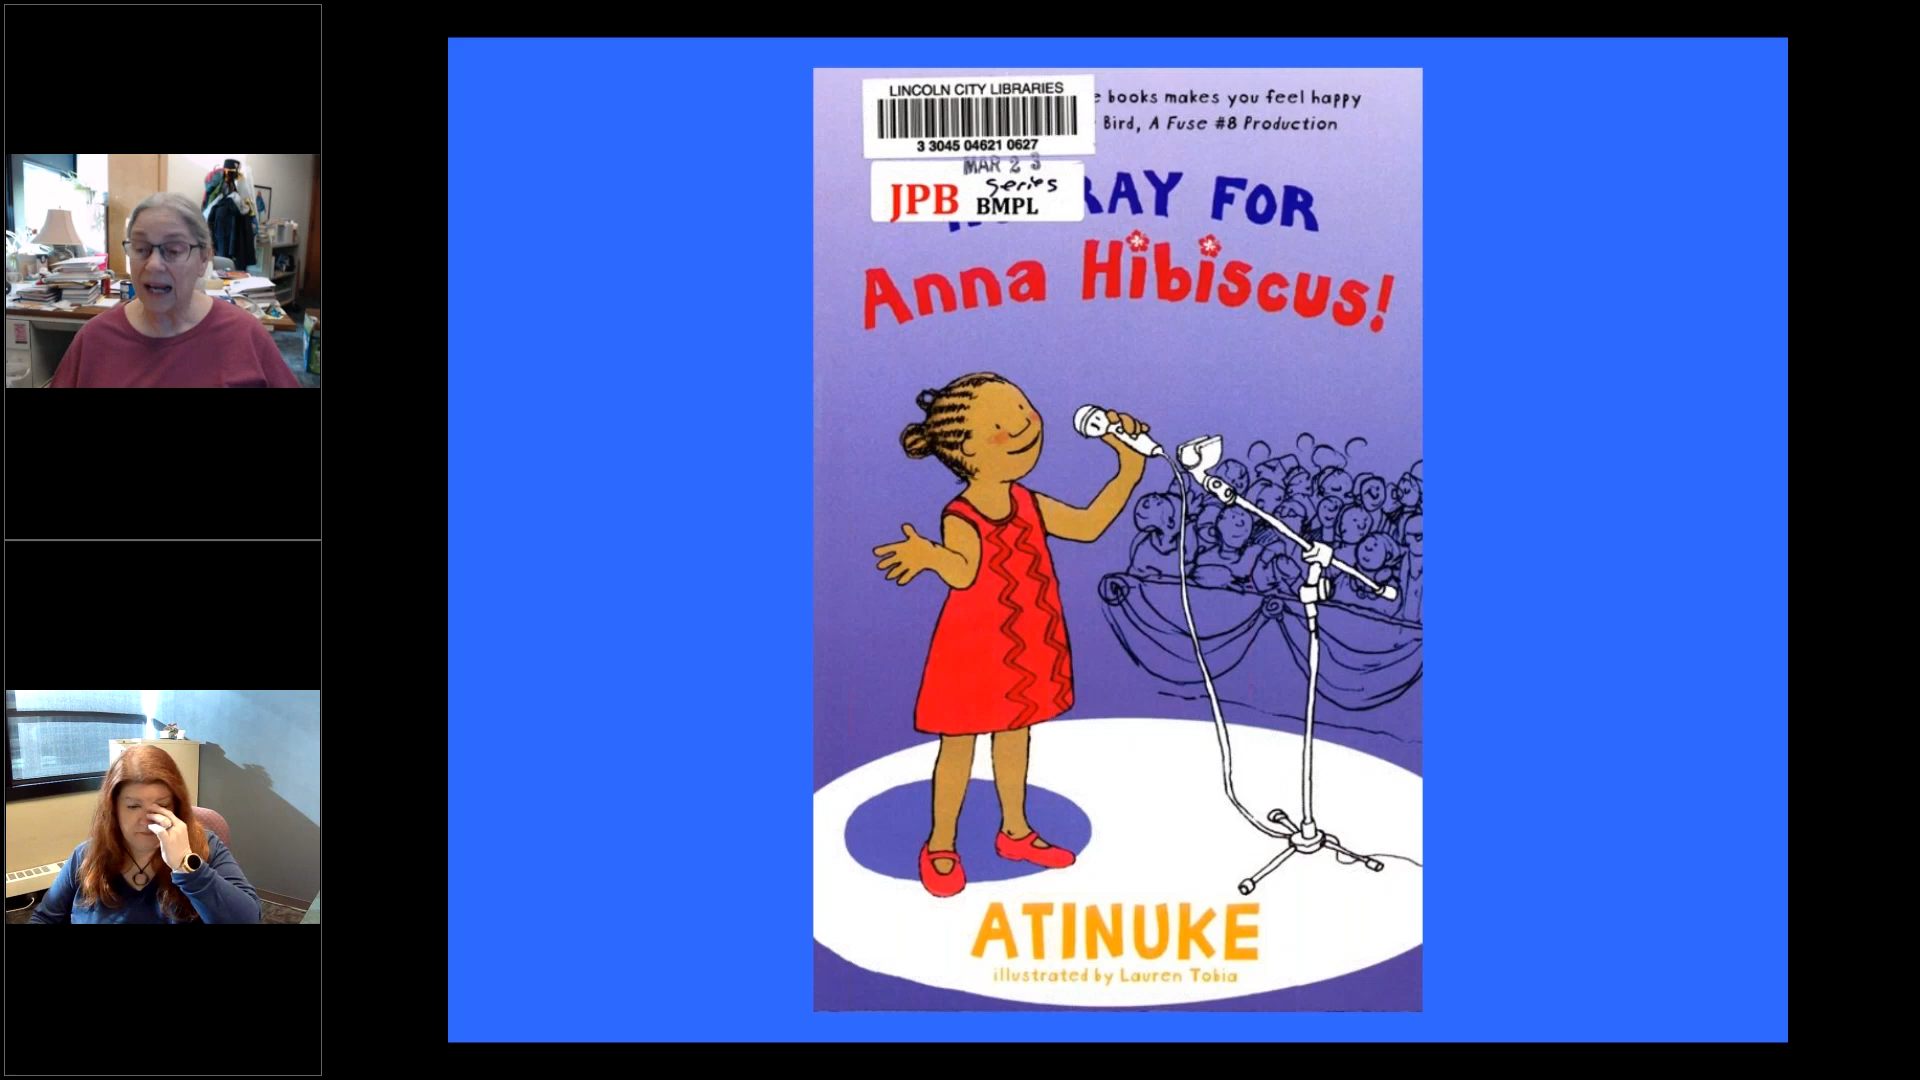 LINCOLN CITY LIBRARIES
3 3045 04621 0627
MAR 2 3
JPB series
BMPL
books makes you feel happy
Bird, A Fuse #8 Production
RAY FOR
Anna Hibiscus!
ATINUKE
illustrated by Lauren Tobia